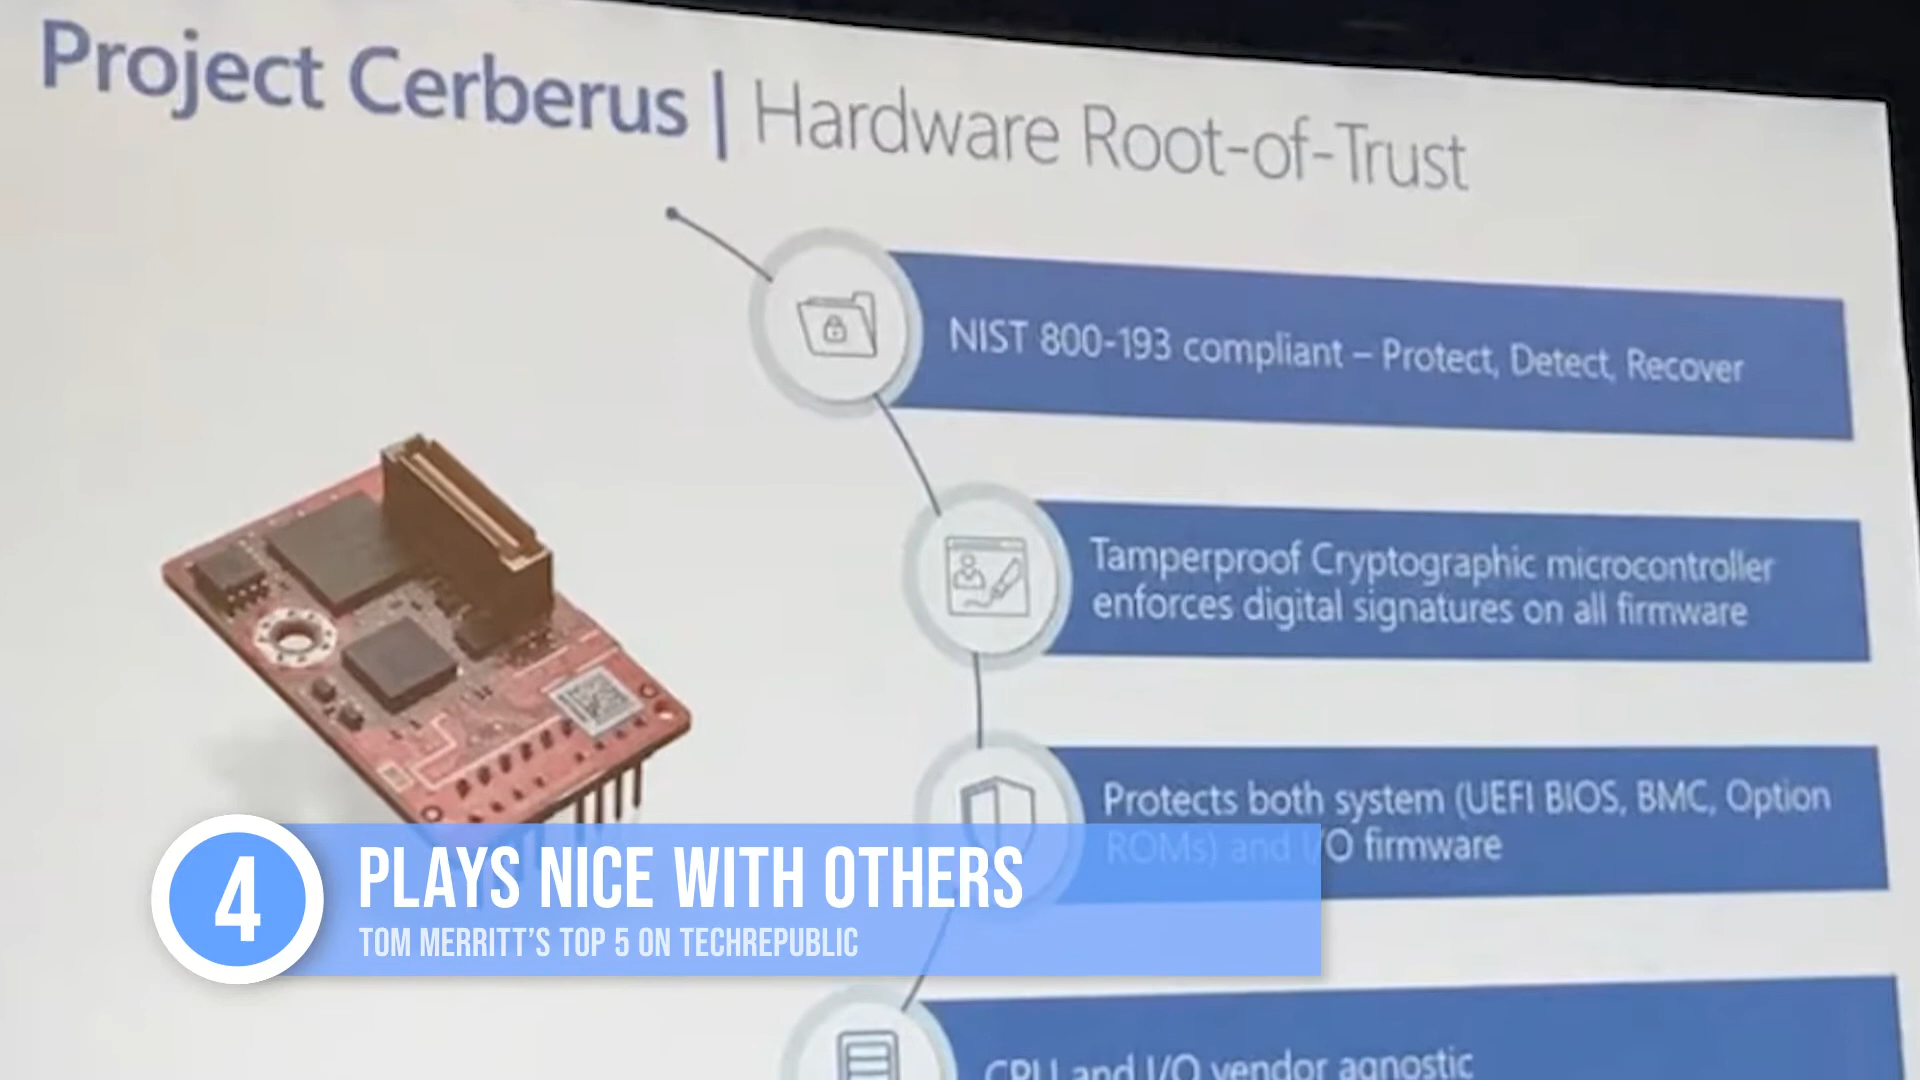 Project Cerberus | Hardware Root-of-Trust
NIST 800-193 compliant – Protect, Detect, Recover
Tamperproof Cryptographic microcontroller
enforces digital signatures on all firmware
Protects both system (UEFI BIOS, BMC, Option
ROMs) and I/O firmware
4
PLAYS NICE WITH OTHERS
TOM MERRITT'S TOP 5 ON TECHREPUBLIC
CPU and I/O vendor agnostic